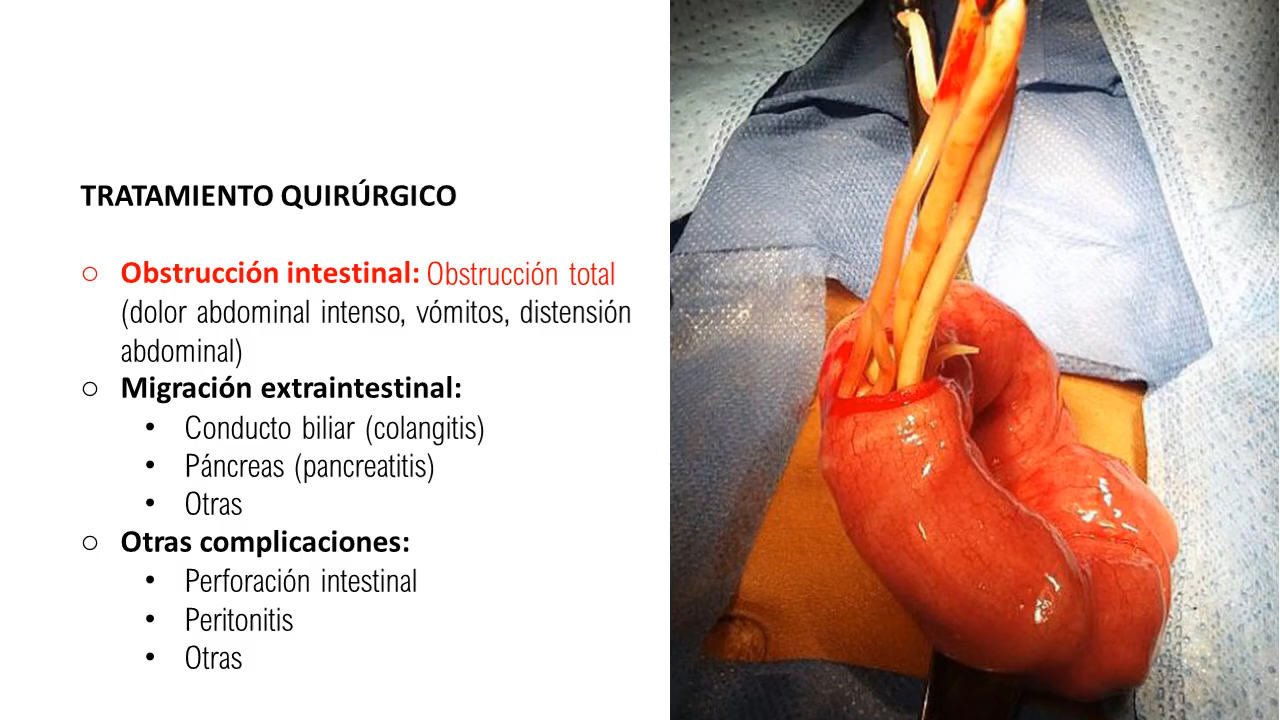 TRATAMIENTO QUIRÚRGICO
○ Obstrucción intestinal: Obstrucción total
(dolor abdominal intenso, vómitos, distensión
abdominal)
○ Migración extraintestinal:
• Conducto biliar (colangitis)
• Páncreas (pancreatitis)
• Otras
○ Otras complicaciones:
• Perforación intestinal
• Peritonitis
• Otras